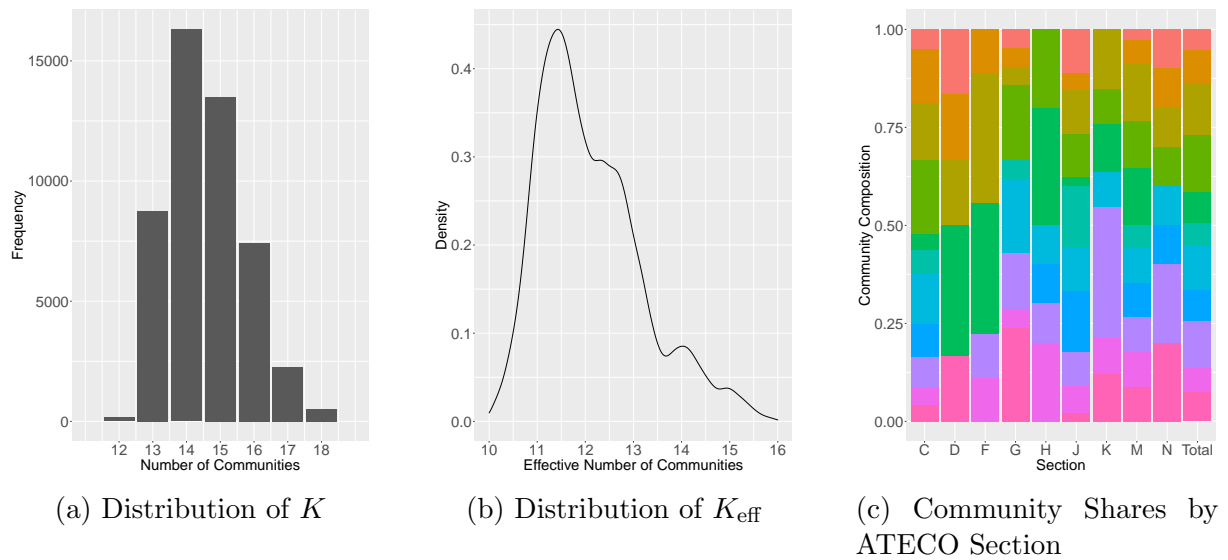 15000
10000
5000
0
Frequency
12 13 14 15 16 17 18
Number of Communities
(a) Distribution of K
0.4
0.3
0.2
0.1
0.0
Density
10 11 12 13 14 15 16
Effective Number of Communities
(b) Distribution of Keff
1.00
0.75
0.50
0.25
0.00
Community Composition
C D F G H J K M N Total
Section
(c) Community Shares by
ATECO Section